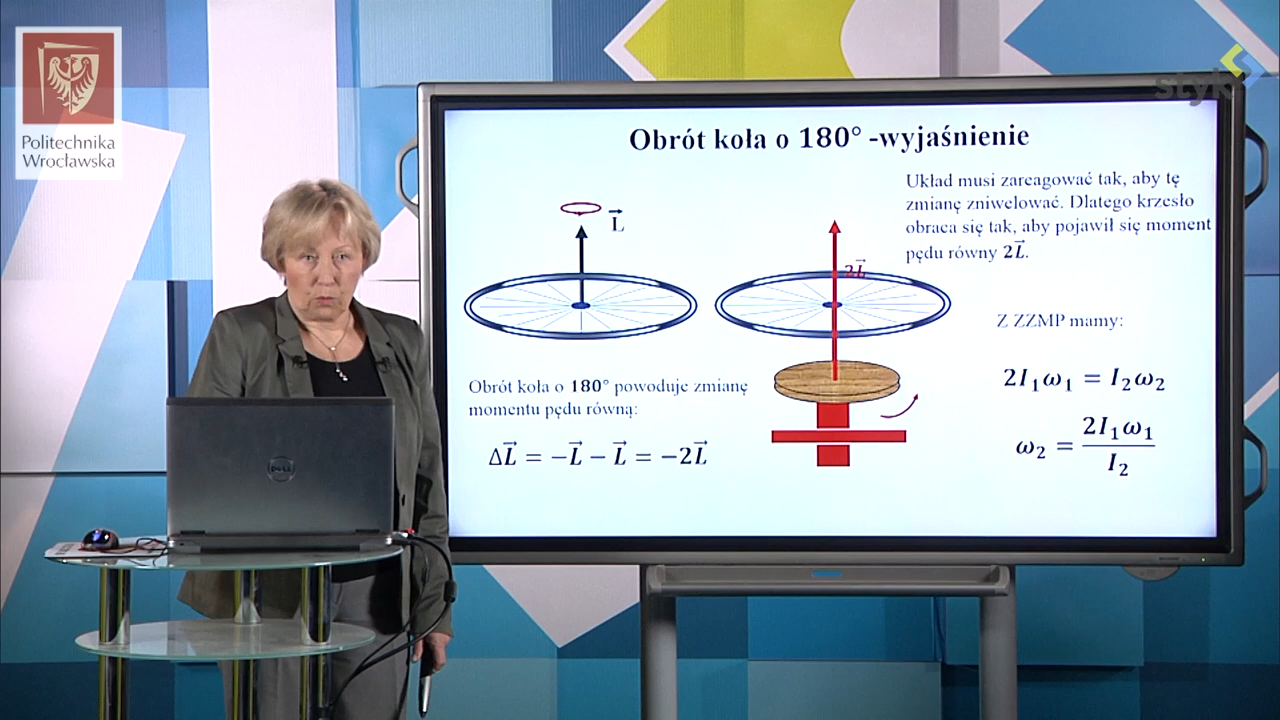 Politechnika
Wrocławska
styk
Obrót koła o 180° -wyjaśnienie
Układ musi zareagować tak, aby tę
zmianę zniwelować. Dlatego krzesło
obraca się tak, aby pojawił się moment
pędu równy 2L⃗.
L⃗
2L⃗
Z ZZMP mamy:
2I₁ω₁ = I₂ω₂
ω₂ = 2I₁ω₁ / I₂
Obrót koła o 180° powoduje zmianę
momentu pędu równą:
ΔL⃗ = −L⃗ − L⃗ = −2L⃗
DELL